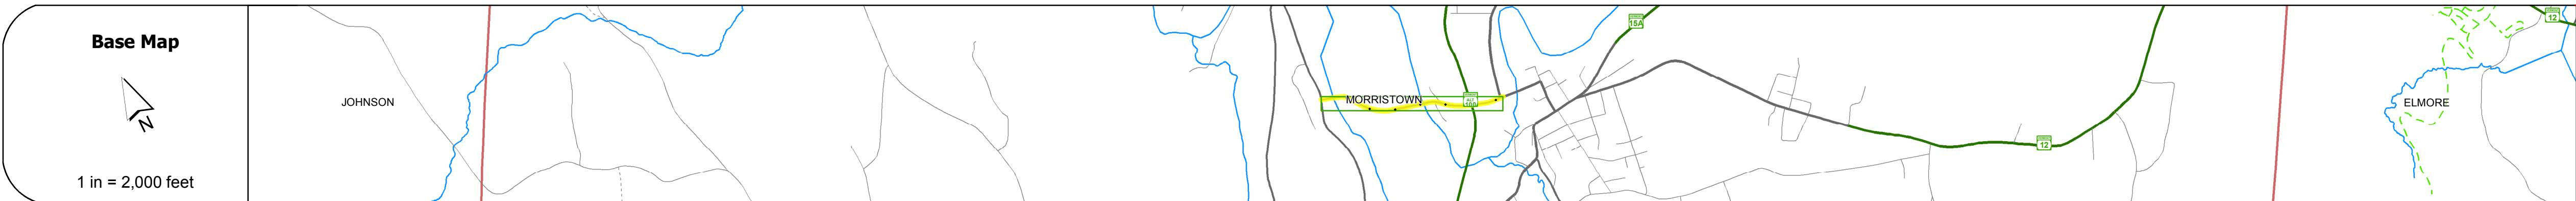 Base Map
N
1 in = 2,000 feet
JOHNSON
MORRISTOWN
15A
12
ELMORE
12